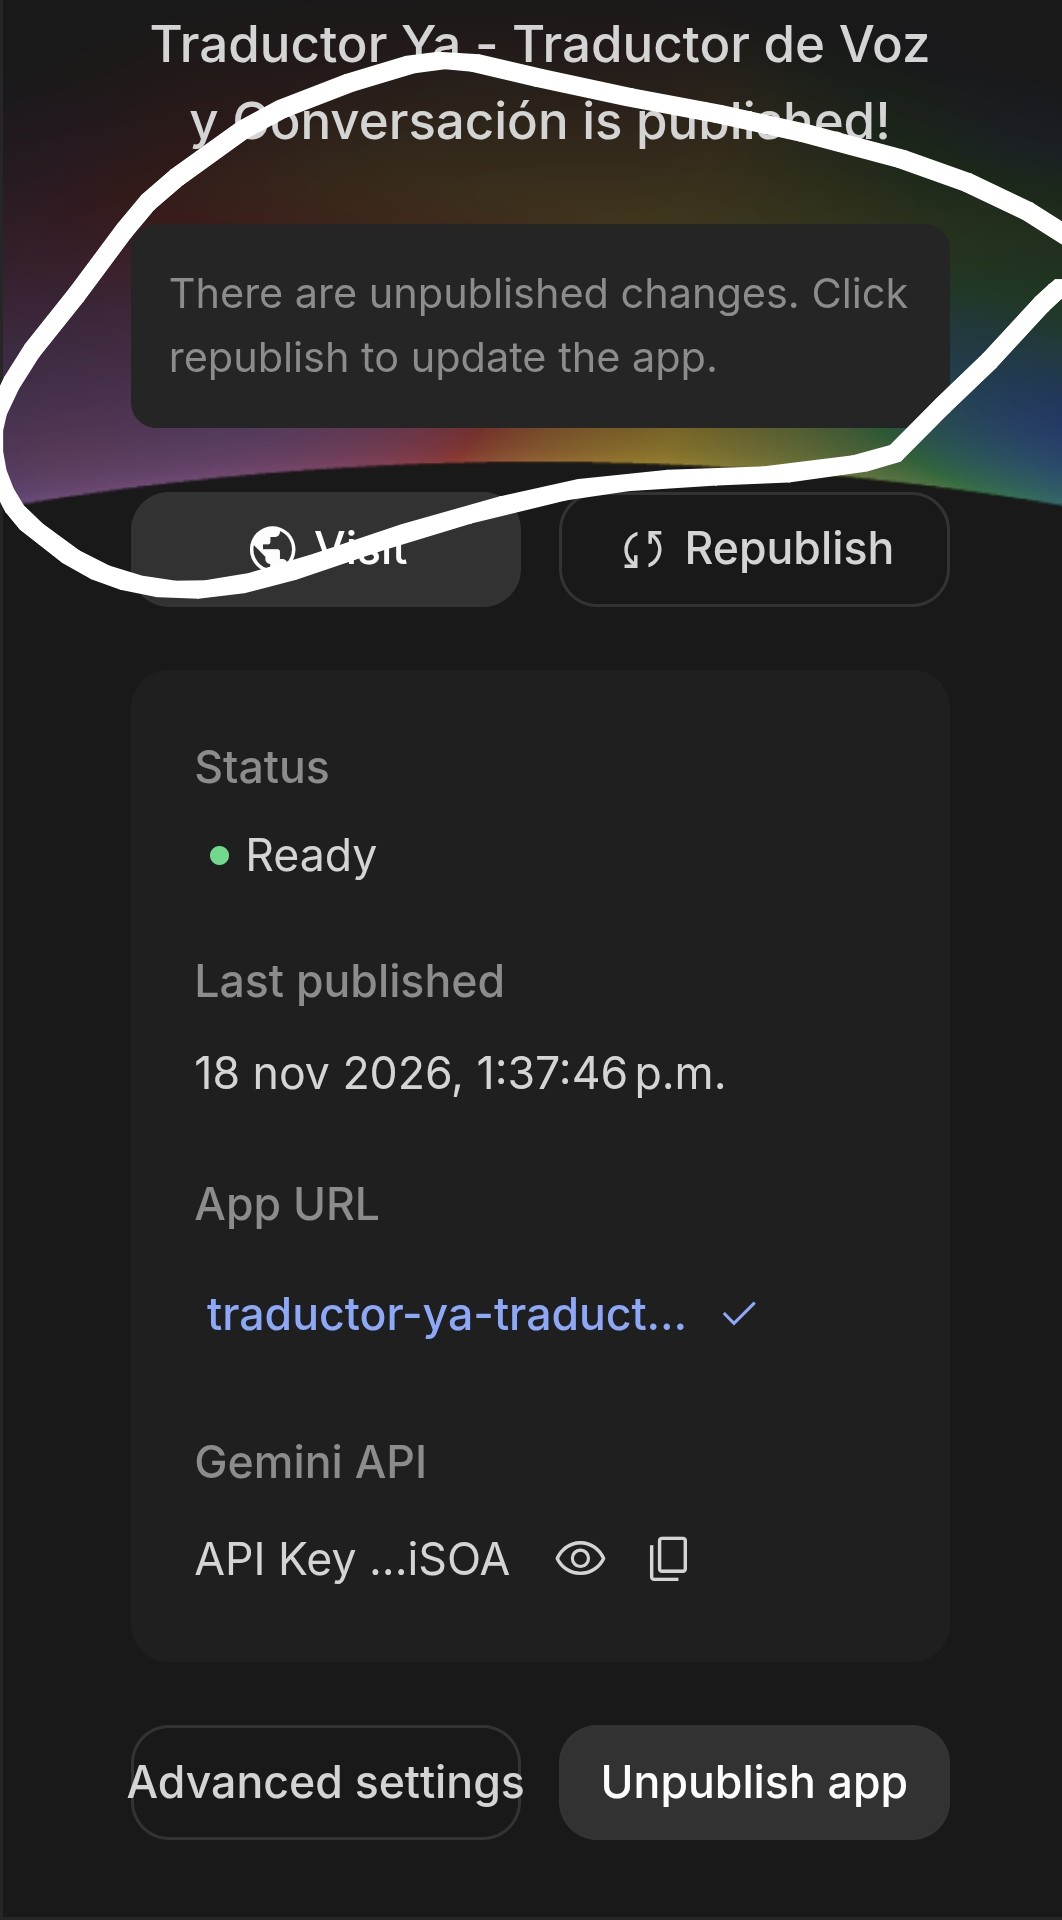 Traductor Ya - Traductor de Voz
y Conversación is published!
There are unpublished changes. Click
republish to update the app.
Visit
Republish
Status
Ready
Last published
18 nov 2026, 1:37:46 p.m.
App URL
traductor-ya-traduct...
Gemini API
API Key ...iSOA
Advanced settings
Unpublish app